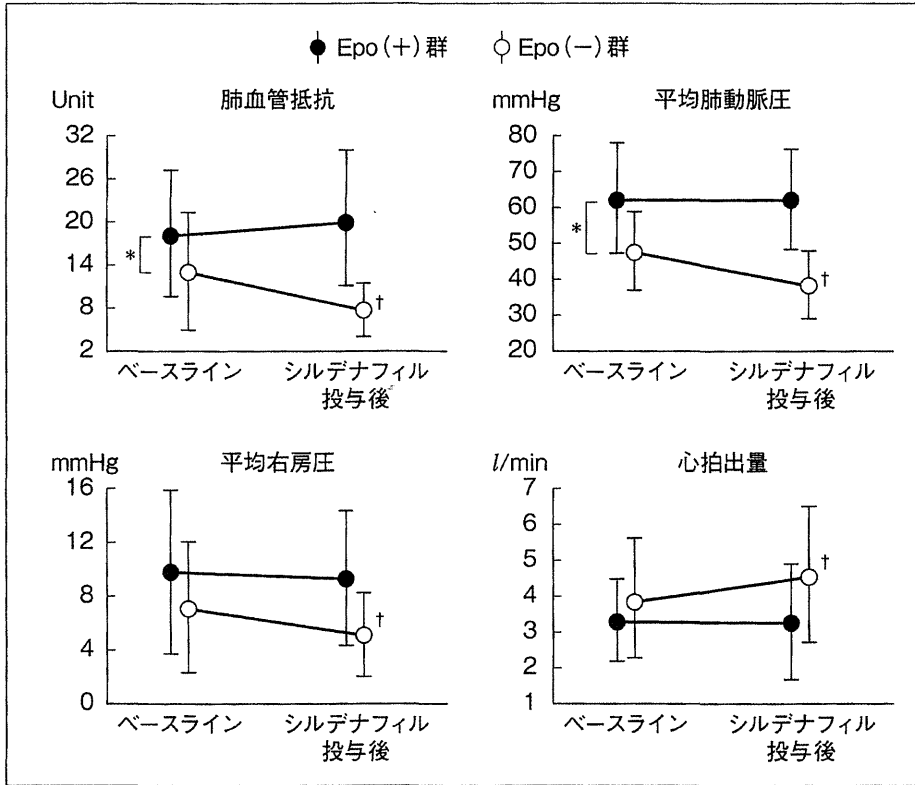 Epo(+)群 Epo(−)群
Unit 肺血管抵抗
32
26
20
14
8
2
*
†
ベースライン シルデナフィル
投与後
mmHg 平均肺動脈圧
80
70
60
50
40
30
20
*
†
ベースライン シルデナフィル
投与後
mmHg 平均右房圧
16
12
8
4
0
†
ベースライン シルデナフィル
投与後
l/min 心拍出量
7
6
5
4
3
2
1
†
ベースライン シルデナフィル
投与後